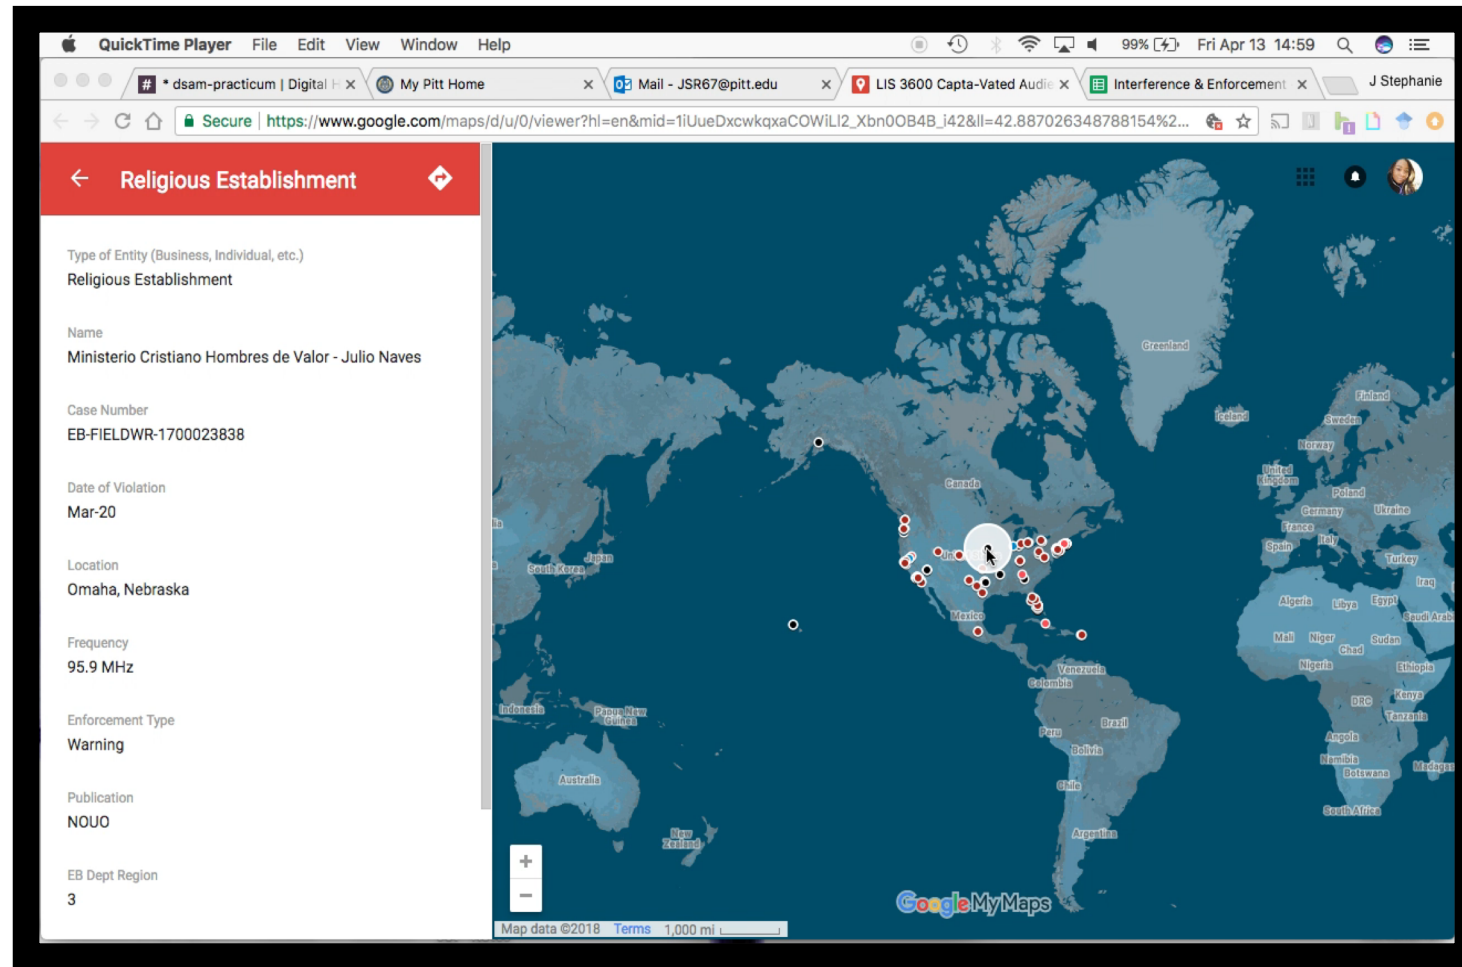 QuickTime Player File Edit View Window Help 99% Fri Apr 13 14:59
# * dsam-practicum | Digital H My Pitt Home Mail - JSR67@pitt.edu LIS 3600 Capta-Vated Audie Interference & Enforcement J Stephanie
Secure https://www.google.com/maps/d/u/0/viewer?hl=en&mid=1iUueDxcwkqxaCOWiLI2_Xbn0OB4B_i42&ll=42.887026348788154%2...
Religious Establishment
Type of Entity (Business, Individual, etc.)
Religious Establishment
Name
Ministerio Cristiano Hombres de Valor - Julio Naves
Case Number
EB-FIELDWR-1700023838
Date of Violation
Mar-20
Location
Omaha, Nebraska
Frequency
95.9 MHz
Enforcement Type
Warning
Publication
NOUO
EB Dept Region
3
Greenland
Iceland
Finland
Sweden
Norway
United
Kingdom
Canada
Poland
Germany
Ukraine
France
Italy
Spain
Turkey
Japan
South Korea
Iraq
Algeria
Libya
Egypt
Saudi Arabi
Mexico
Mali
Niger
Sudan
Chad
Nigeria
Ethiopia
Venezuela
Colombia
Indonesia
Papua New
Guinea
DRC
Kenya
Tanzania
Brazil
Peru
Angola
Bolivia
Namibia
Botswana
Madagas
Australia
Chile
South Africa
New
Zealand
Argentina
+
−
Google My Maps
Map data ©2018 Terms 1,000 mi